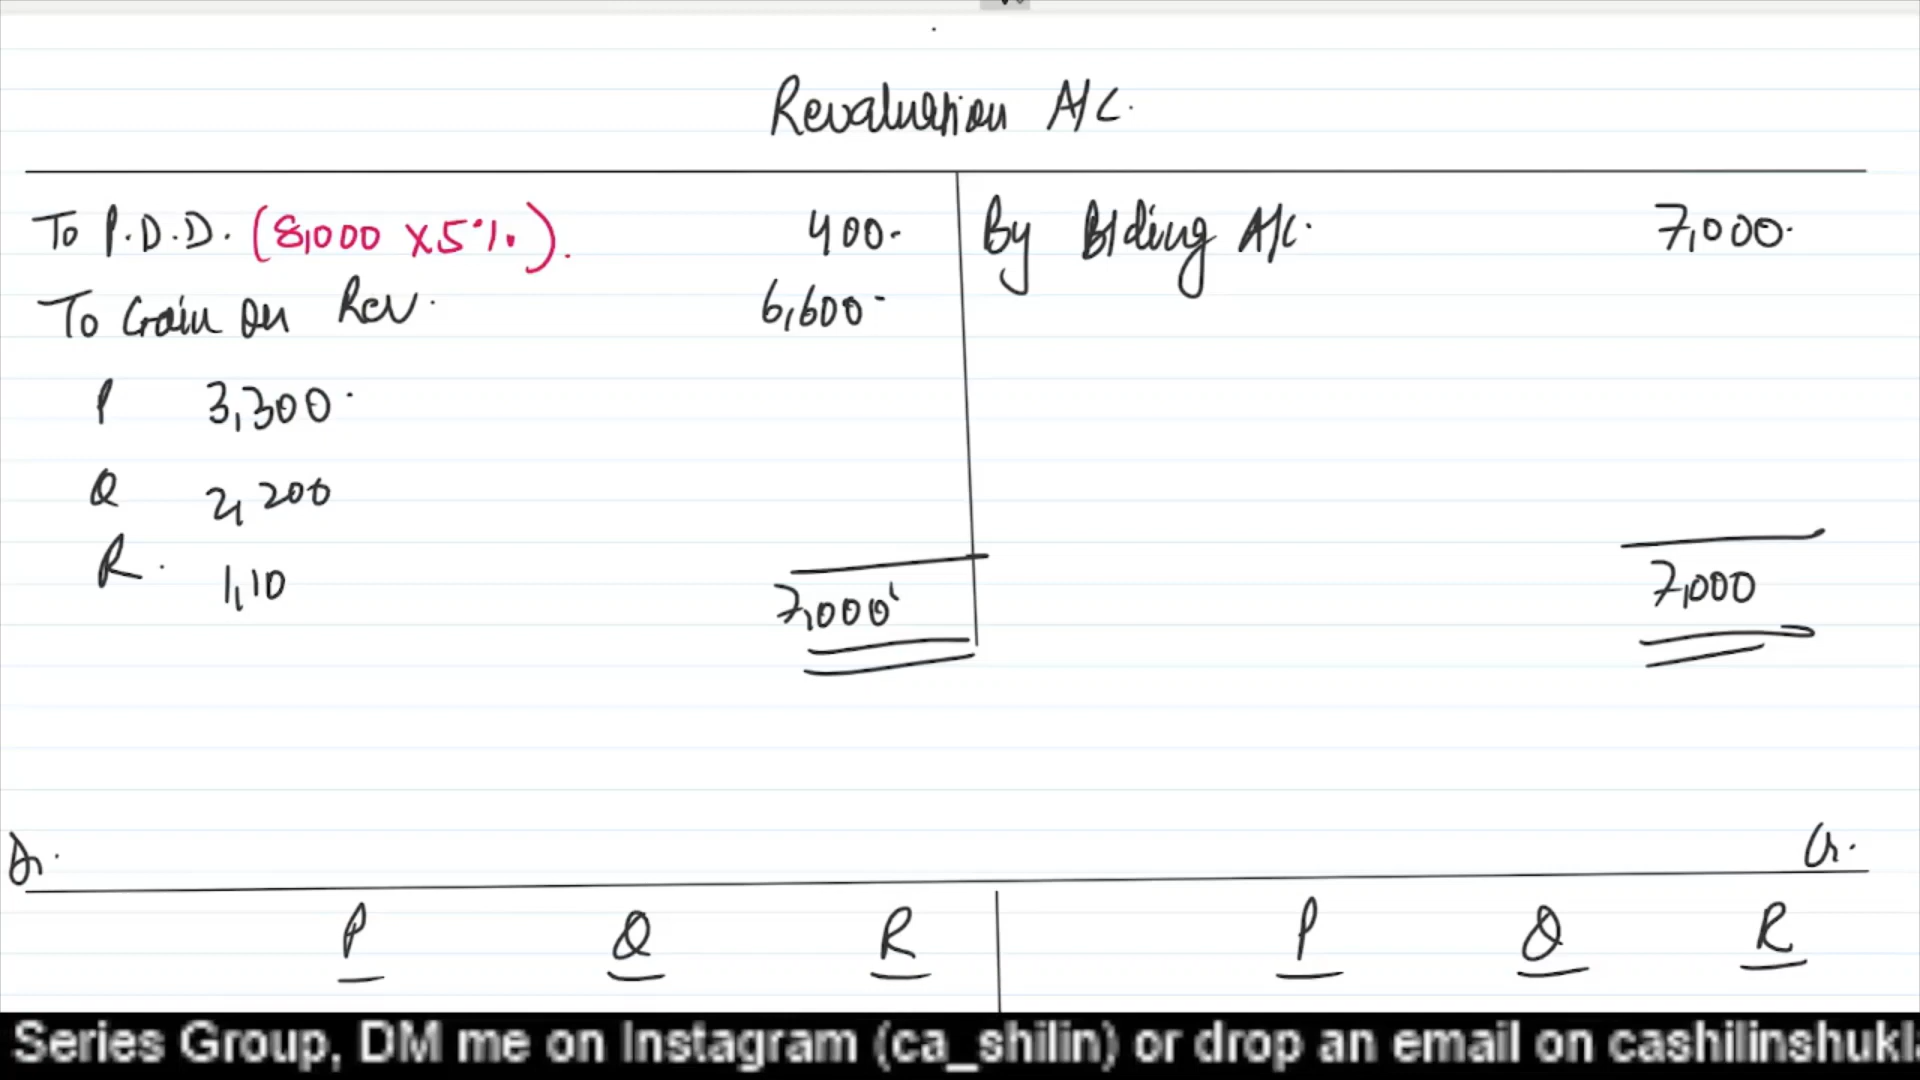 Revaluation A/C.
To P.D.D. (8,000 x5%). 400.
To Gain on Rev. 6,600
P 3,300
Q 2,200
R. 1,10
7,000
By Blding A/c. 7,000.
7,000
Dr. Cr.
P Q R P Q R
Series Group, DM me on Instagram (ca_shilin) or drop an email on cashilinshukla